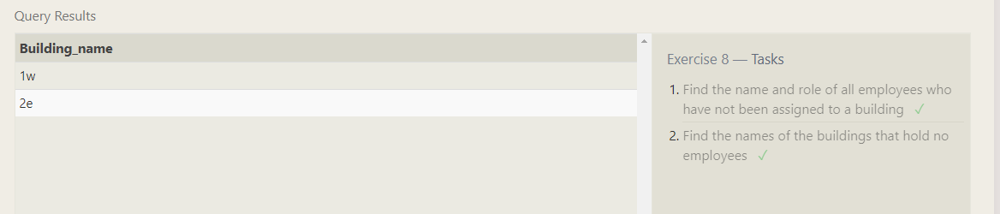 Query Results
Building_name
1w
2e
Exercise 8 — Tasks
1. Find the name and role of all employees who
have not been assigned to a building ✓
2. Find the names of the buildings that hold no
employees ✓